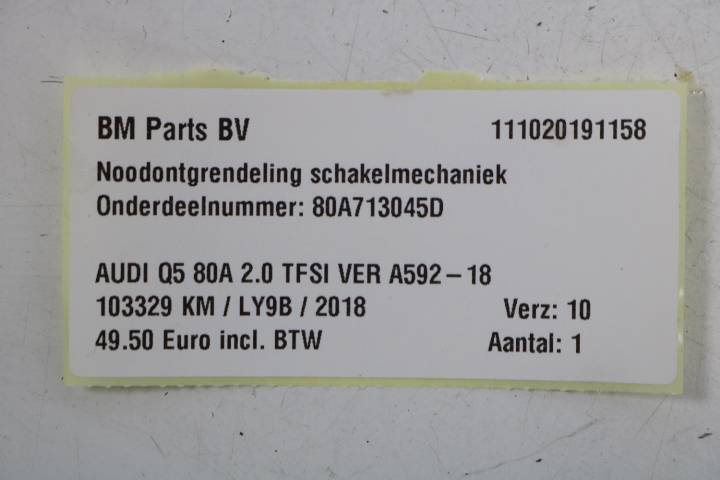 BM Parts BV 111020191158
Noodontgrendeling schakelmechaniek
Onderdeelnummer: 80A713045D
AUDI Q5 80A 2.0 TFSI VER A592-18
103329 KM / LY9B / 2018 Verz: 10
49.50 Euro incl. BTW Aantal: 1